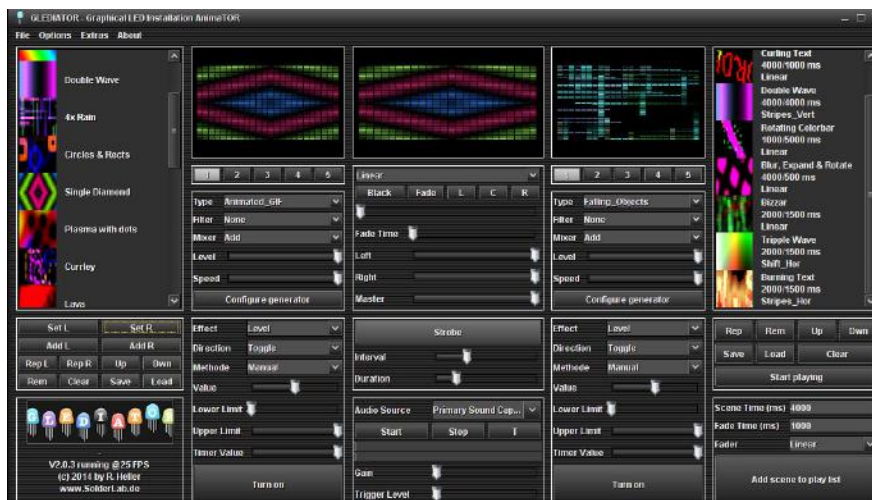 GLEDIATOR - Graphical LED Installation AnimaTOR
File Options Extras About
Double Wave
4x Rain
Circles & Rects
Single Diamond
Plasma with dots
Curfley
Lava
Set L Set R
Add L Add R
Rep L Rep R Up Dwn
Rem Clear Save Load
GLEDIATOR
V2.0.3 running @25 FPS
(c) 2014 by R. Heller
www.SolderLab.de
1 2 3 4 5
Type Animated_GIF
Filter None
Mixer Add
Level
Speed
Configure generator
Effect Level
Direction Toggle
Methode Manual
Value
Lower Limit
Upper Limit
Timer Value
Turn on
Linear
Black Fade L C R
Fade Time
Left
Right
Master
Strobe
Interval
Duration
Audio Source Primary Sound Cap...
Start Stop T
Gain
Trigger Level
1 2 3 4 5
Type Falling_Objects
Filter None
Mixer Add
Level
Speed
Configure generator
Effect Level
Direction Toggle
Methode Manual
Value
Lower Limit
Upper Limit
Timer Value
Turn on
Curling Text
4000/1000 ms
Linear
Double Wave
4000/4000 ms
Stripes_Vert
Rotating Colorbar
1000/5000 ms
Linear
Blur, Expand & Rotate
4000/500 ms
Linear
Bizzar
2000/1500 ms
Linear
Tripple Wave
2000/1500 ms
Shift_Hor
Burning Text
2000/1500 ms
Stripes_Hor
Rep Rem Up Dwn
Save Load Clear
Start playing
Scene Time (ms) 4000
Fade Time (ms) 1000
Fader Linear
Add scene to play list